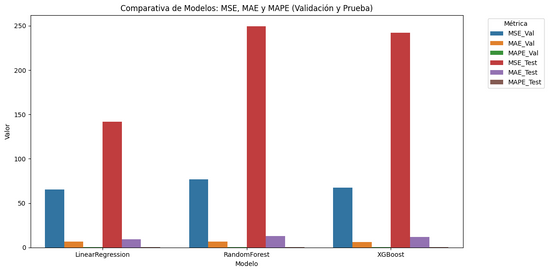 Comparativa de Modelos: MSE, MAE y MAPE (Validación y Prueba)
Métrica
MSE_Val
MAE_Val
MAPE_Val
MSE_Test
MAE_Test
MAPE_Test
250
200
150
100
50
0
Valor
LinearRegression
RandomForest
XGBoost
Modelo